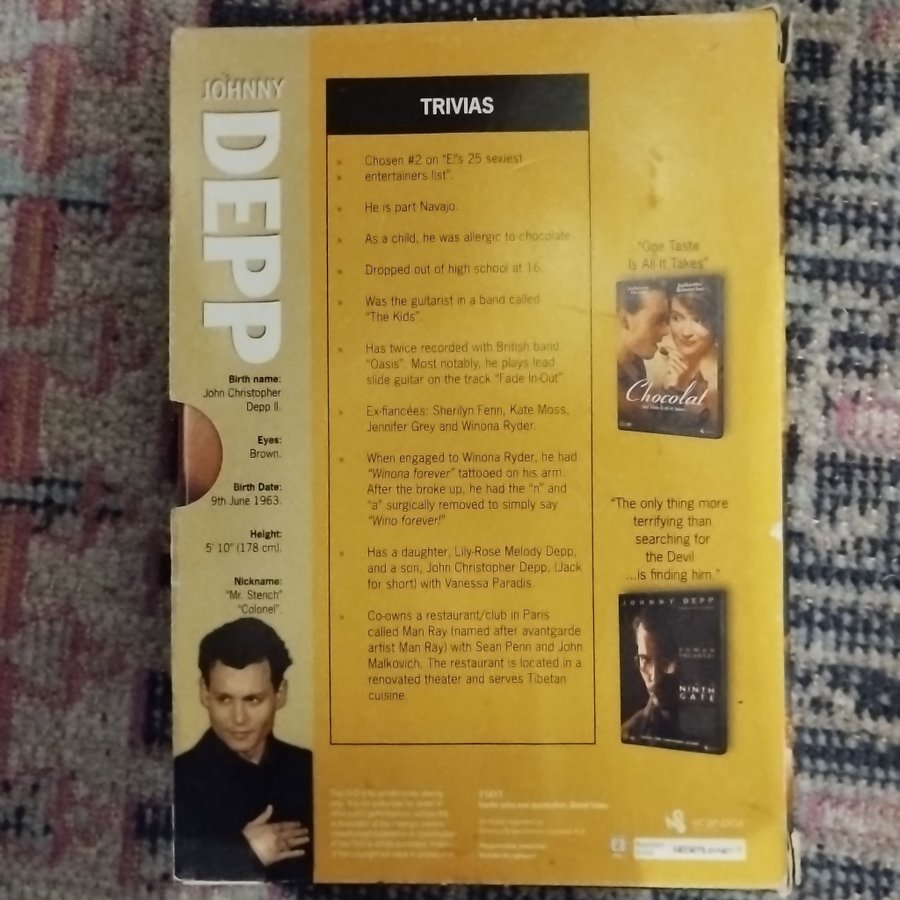 JOHNNY
DEPP
Birth name:
John Christopher
Depp II.
Eyes:
Brown.
Birth Date:
9th June 1963.
Height:
5' 10" (178 cm).
Nickname:
"Mr. Stench"
"Colonel".
TRIVIAS
» Chosen #2 on "E!'s 25 sexiest
» entertainers list".
» He is part Navajo.
» As a child, he was allergic to chocolate
» Dropped out of high school at 16.
» Was the guitarist in a band called
"The Kids".
» Has twice recorded with British band
"Oasis". Most notably, he plays lead
slide guitar on the track "Fade In-Out".
» Ex-fiancées: Sherilyn Fenn, Kate Moss,
Jennifer Grey and Winona Ryder.
» When engaged to Winona Ryder, he had
"Winona forever" tattooed on his arm.
After the broke up, he had the "n" and
"a" surgically removed to simply say
"Wino forever!"
» Has a daughter, Lily-Rose Melody Depp,
and a son, John Christopher Depp, (Jack
for short) with Vanessa Paradis.
» Co-owns a restaurant/club in Paris
called Man Ray (named after avantgarde
artist Man Ray) with Sean Penn and John
Malkovich. The restaurant is located in a
renovated theater and serves Tibetan
cuisine.
"One Taste
Is All It Takes"
Chocolat
"The only thing more
terrifying than
searching for
the Devil
...is finding him."
JOHNNY DEPP
ROMAN
POLANSKI
NINTH
GATE
11411
scanbox